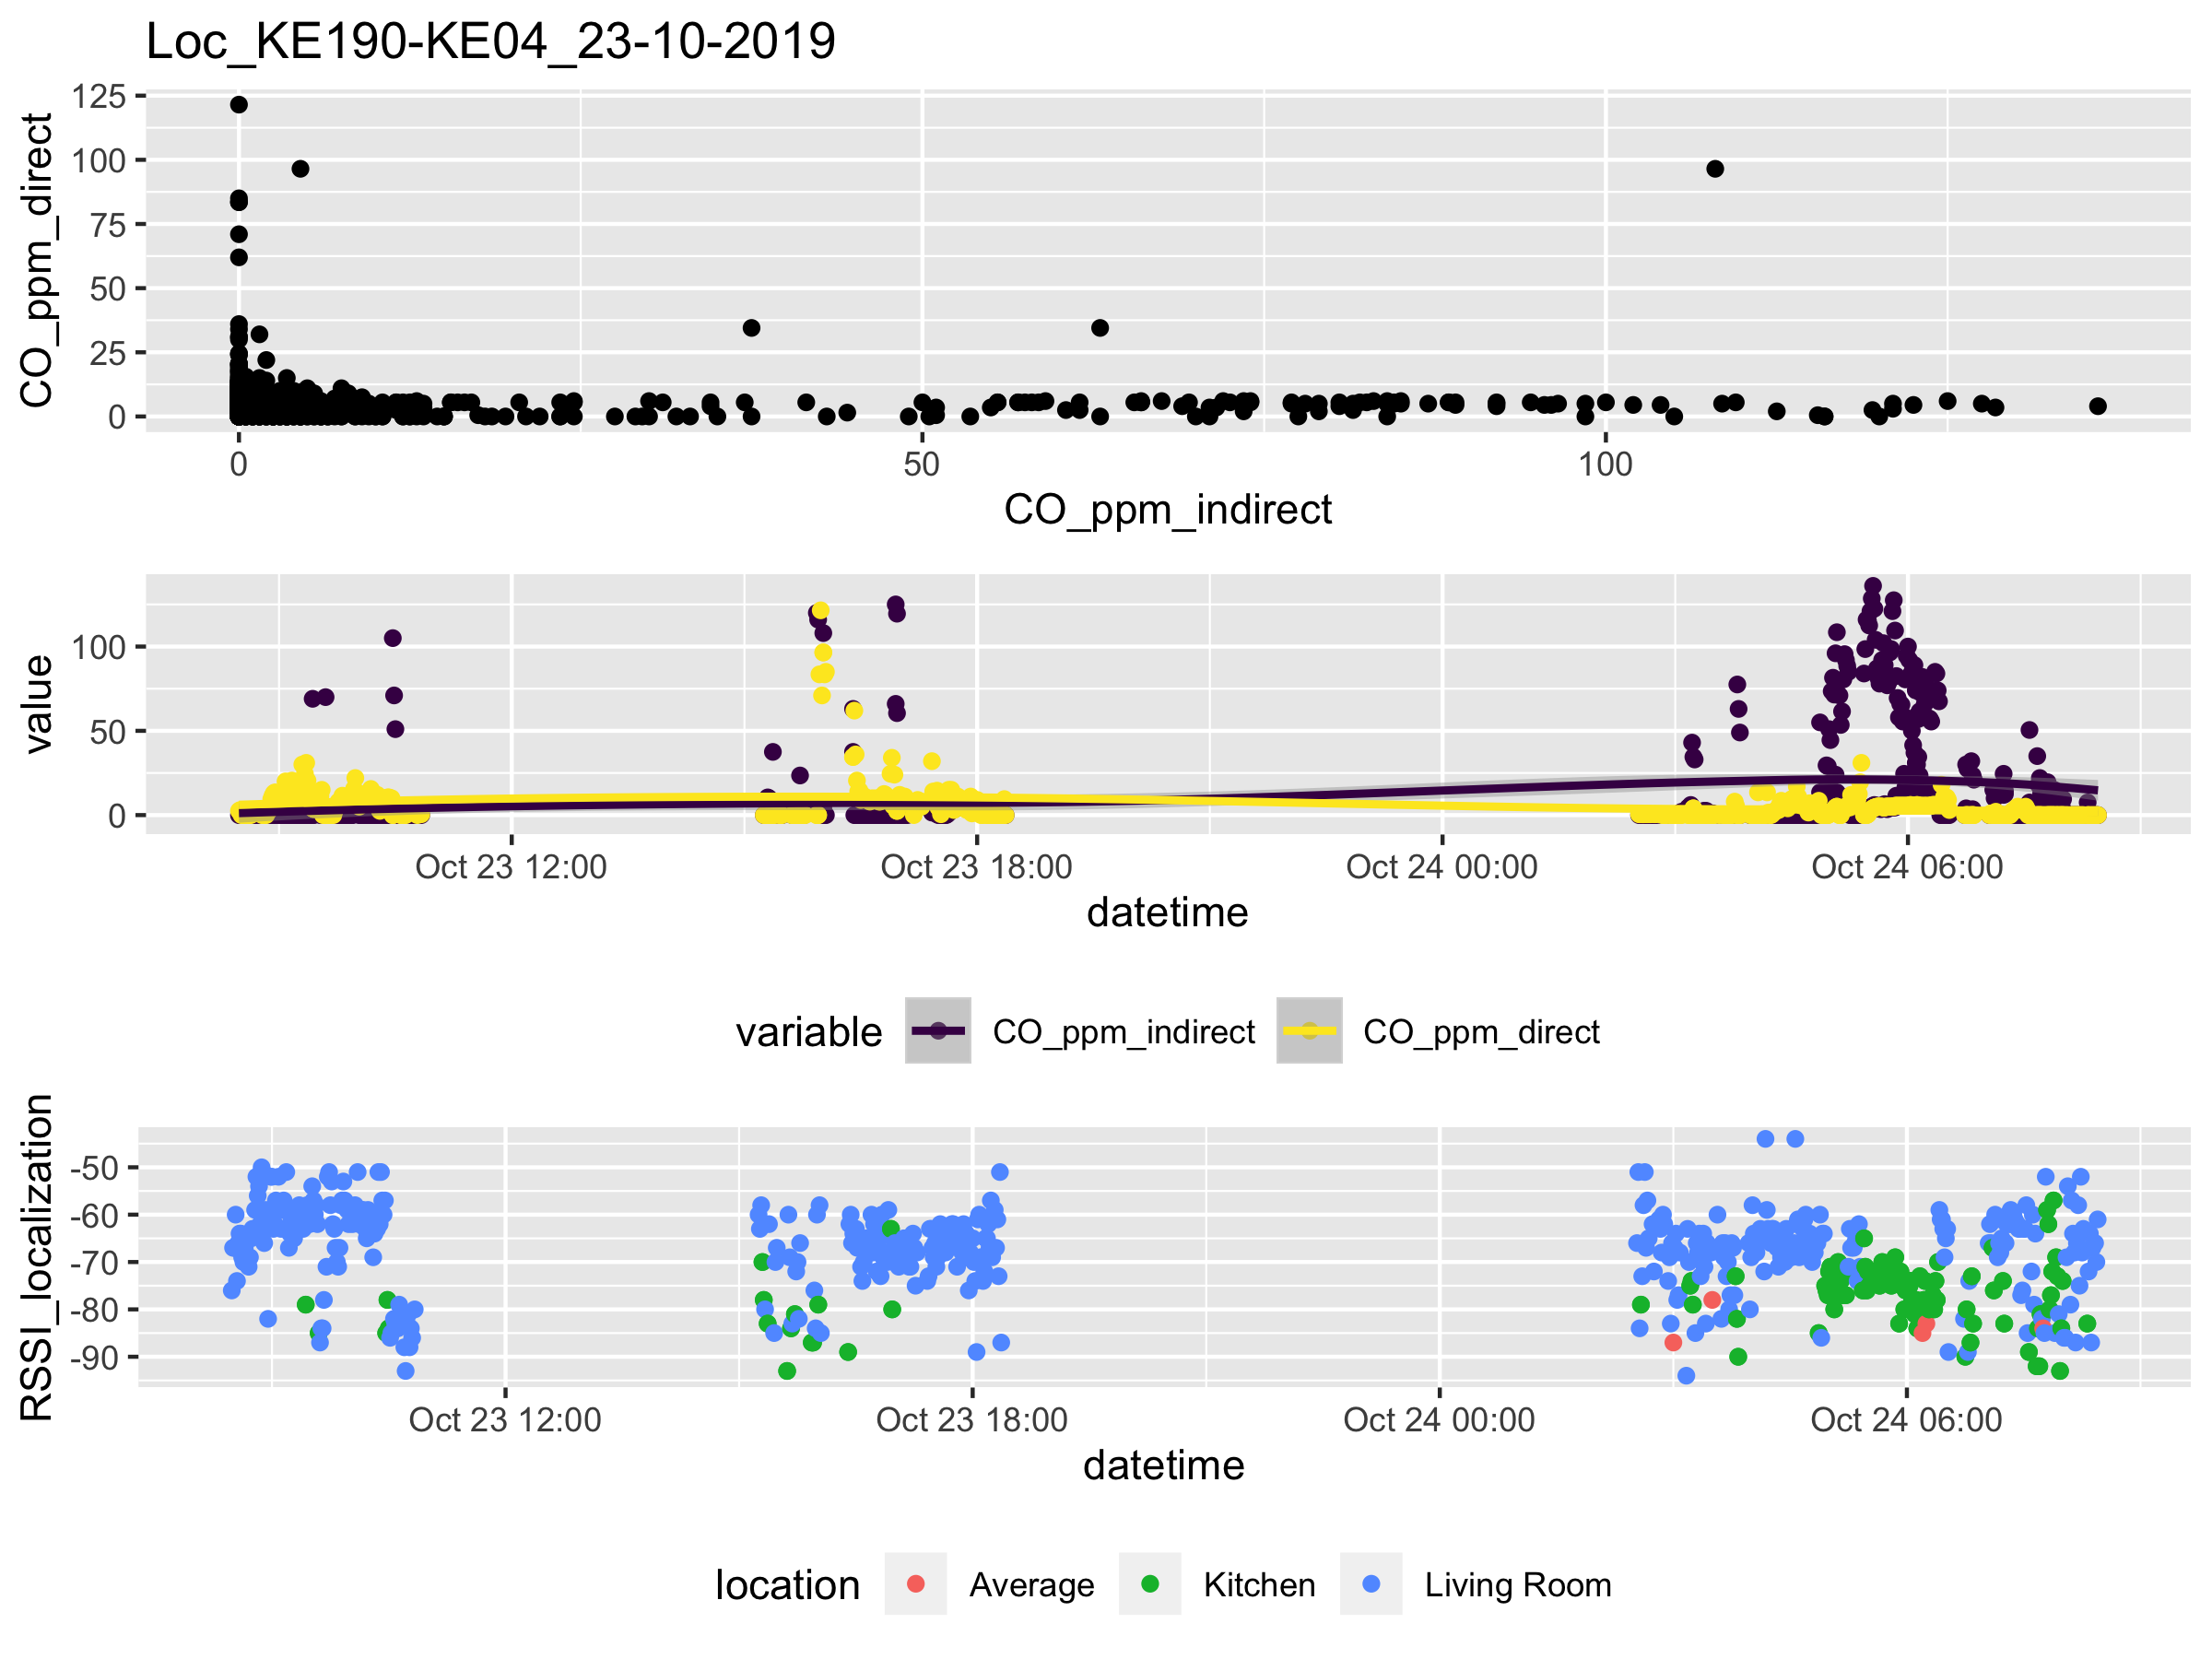 Loc_KE190-KE04_23-10-2019
CO_ppm_direct
125
100
75
50
25
0
0 50 100
CO_ppm_indirect
value
100
50
0
Oct 23 12:00 Oct 23 18:00 Oct 24 00:00 Oct 24 06:00
datetime
variable CO_ppm_indirect CO_ppm_direct
RSSI_localization
-50
-60
-70
-80
-90
Oct 23 12:00 Oct 23 18:00 Oct 24 00:00 Oct 24 06:00
datetime
location Average Kitchen Living Room